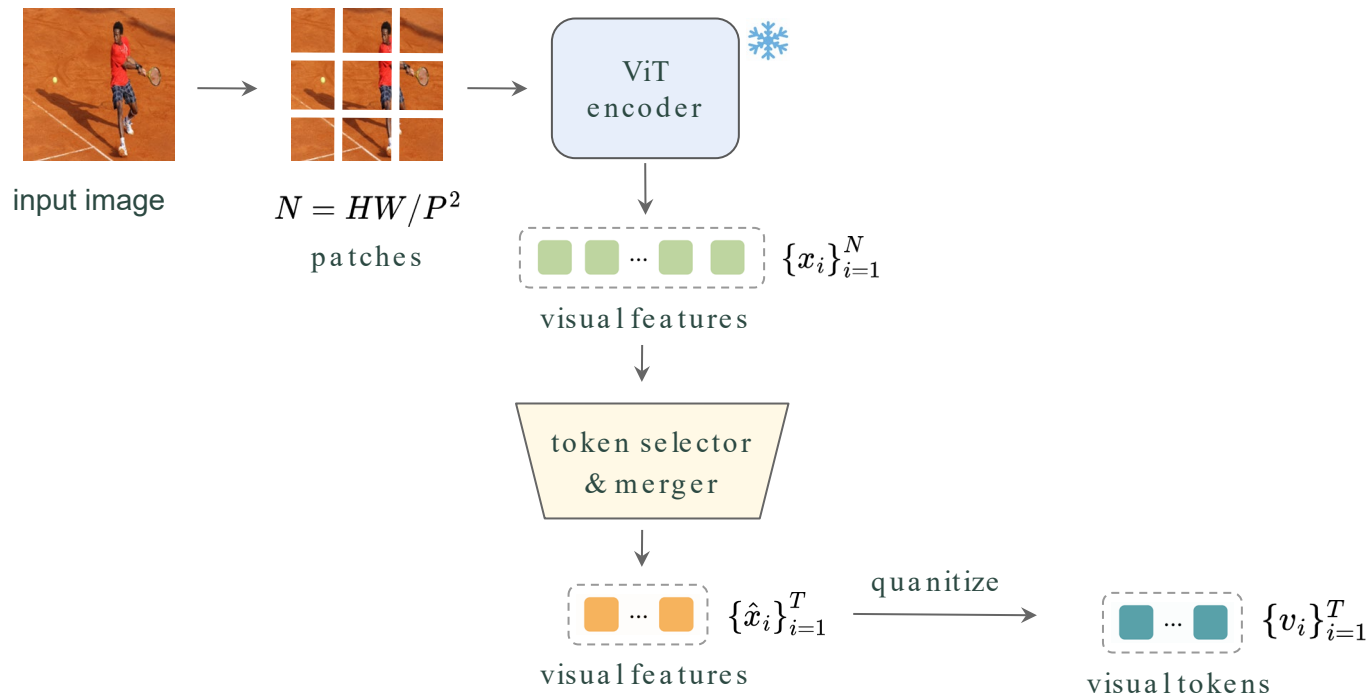 input image
N = HW/P²
patches
ViT
encoder
{x_i}_{i=1}^N
visual features
token selector
& merger
{x̂_i}_{i=1}^T
visual features
quanitize
{v_i}_{i=1}^T
visual tokens